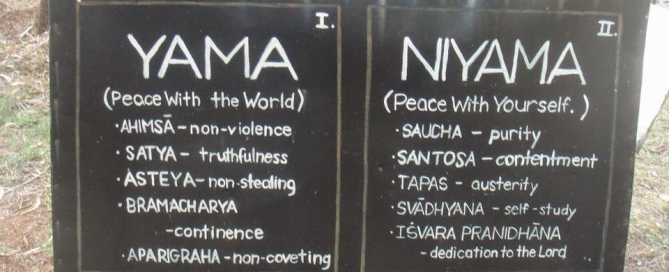 I.
YAMA
(Peace With the World)
· AHIMSĀ - non-violence
· SATYA - truthfulness
· ASTEYA - non-stealing
· BRAMACHARYA
- continence
· APARIGRAHA - non-coveting
II.
NIYAMA
(Peace With Yourself.)
· SAUCHA - purity
· SANTOSA - contentment
· TAPAS - austerity
· SVĀDHYANA - self-study
· IŚVARA PRANIDHĀNA
- dedication to the Lord